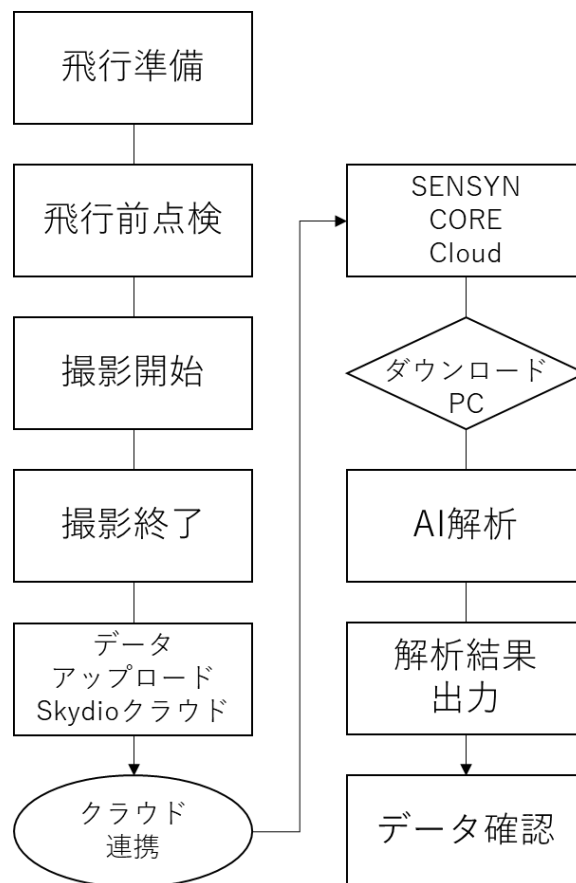 飛行準備
飛行前点検
撮影開始
撮影終了
データ
アップロード
Skydioクラウド
クラウド
連携
SENSYN
CORE
Cloud
ダウンロード
PC
AI解析
解析結果
出力
データ確認